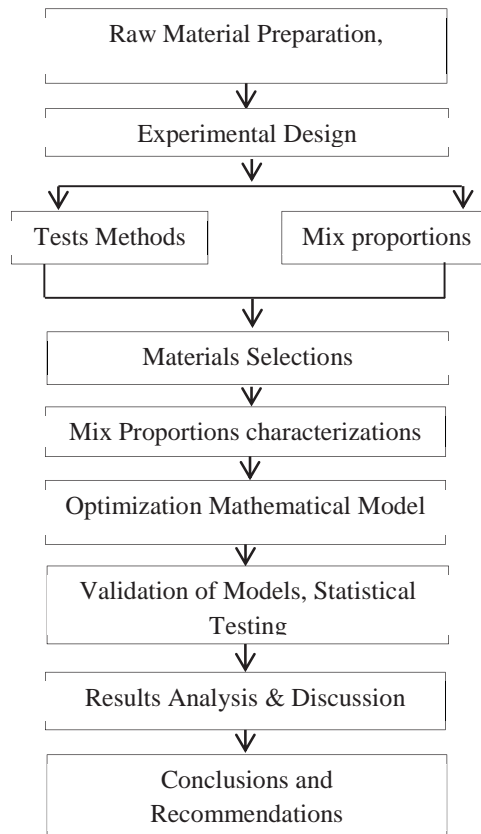 Raw Material Preparation,
Experimental Design
Tests Methods
Mix proportions
Materials Selections
Mix Proportions characterizations
Optimization Mathematical Model
Validation of Models, Statistical
Testing
Results Analysis & Discussion
Conclusions and
Recommendations